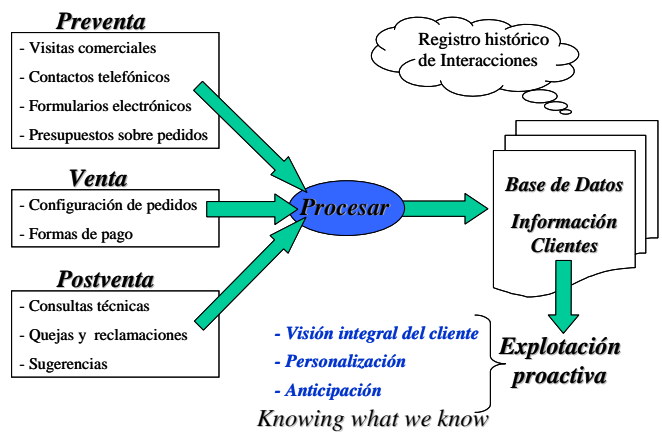 Preventa
- Visitas comerciales
- Contactos telefónicos
- Formularios electrónicos
- Presupuestos sobre pedidos
Venta
- Configuración de pedidos
- Formas de pago
Postventa
- Consultas técnicas
- Quejas y reclamaciones
- Sugerencias
Procesar
Registro histórico
de Interacciones
Base de Datos
Información
Clientes
Explotación
proactiva
- Visión integral del cliente
- Personalización
- Anticipación
Knowing what we know